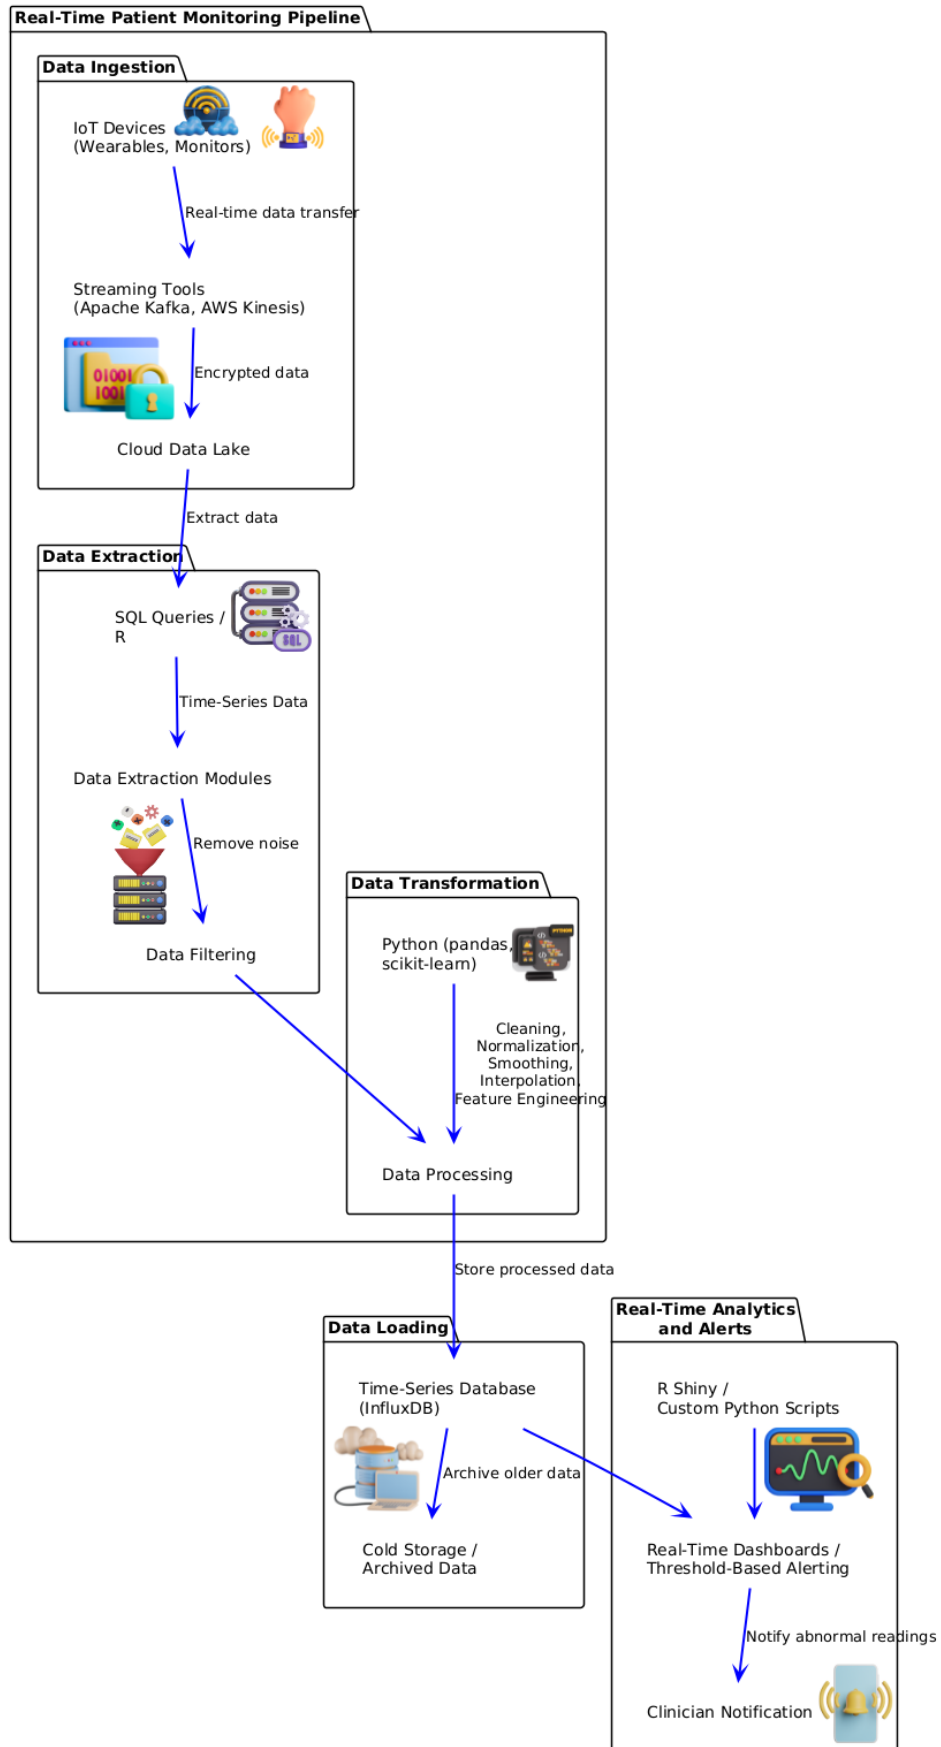 Real-Time Patient Monitoring Pipeline
Data Ingestion
IoT Devices
(Wearables, Monitors)
Real-time data transfer
Streaming Tools
(Apache Kafka, AWS Kinesis)
01001
1001
Encrypted data
Cloud Data Lake
Extract data
Data Extraction
SQL Queries /
R
SQL
Time-Series Data
Data Extraction Modules
Remove noise
Data Filtering
Data Transformation
Python (pandas,
scikit-learn)
PYTHON
Cleaning,
Normalization,
Smoothing,
Interpolation,
Feature Engineering
Data Processing
Store processed data
Data Loading
Time-Series Database
(InfluxDB)
Archive older data
Cold Storage /
Archived Data
Real-Time Analytics
and Alerts
R Shiny /
Custom Python Scripts
Real-Time Dashboards /
Threshold-Based Alerting
Notify abnormal readings
Clinician Notification